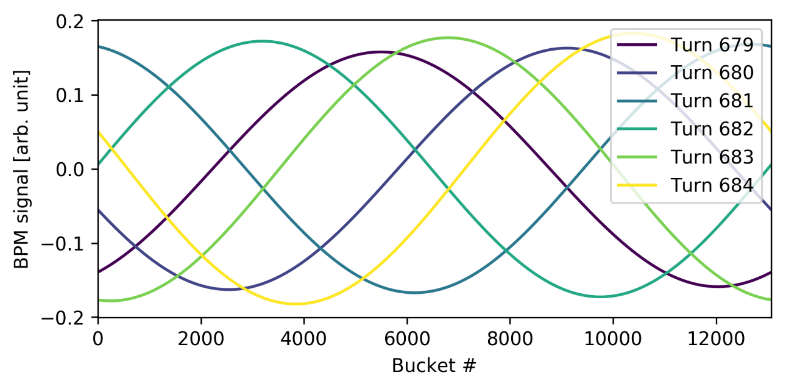 BPM signal [arb. unit]
0.2
0.1
0.0
−0.1
−0.2
0
2000
4000
6000
8000
10000
12000
Bucket #
Turn 679
Turn 680
Turn 681
Turn 682
Turn 683
Turn 684